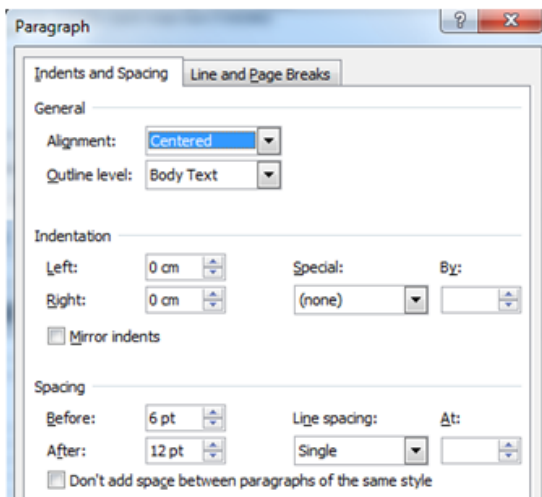 Paragraph
Indents and Spacing Line and Page Breaks
General
Alignment: Centered
Outline level: Body Text
Indentation
Left: 0 cm Special: By:
Right: 0 cm (none)
Mirror indents
Spacing
Before: 6 pt Line spacing: At:
After: 12 pt Single
Don't add space between paragraphs of the same style